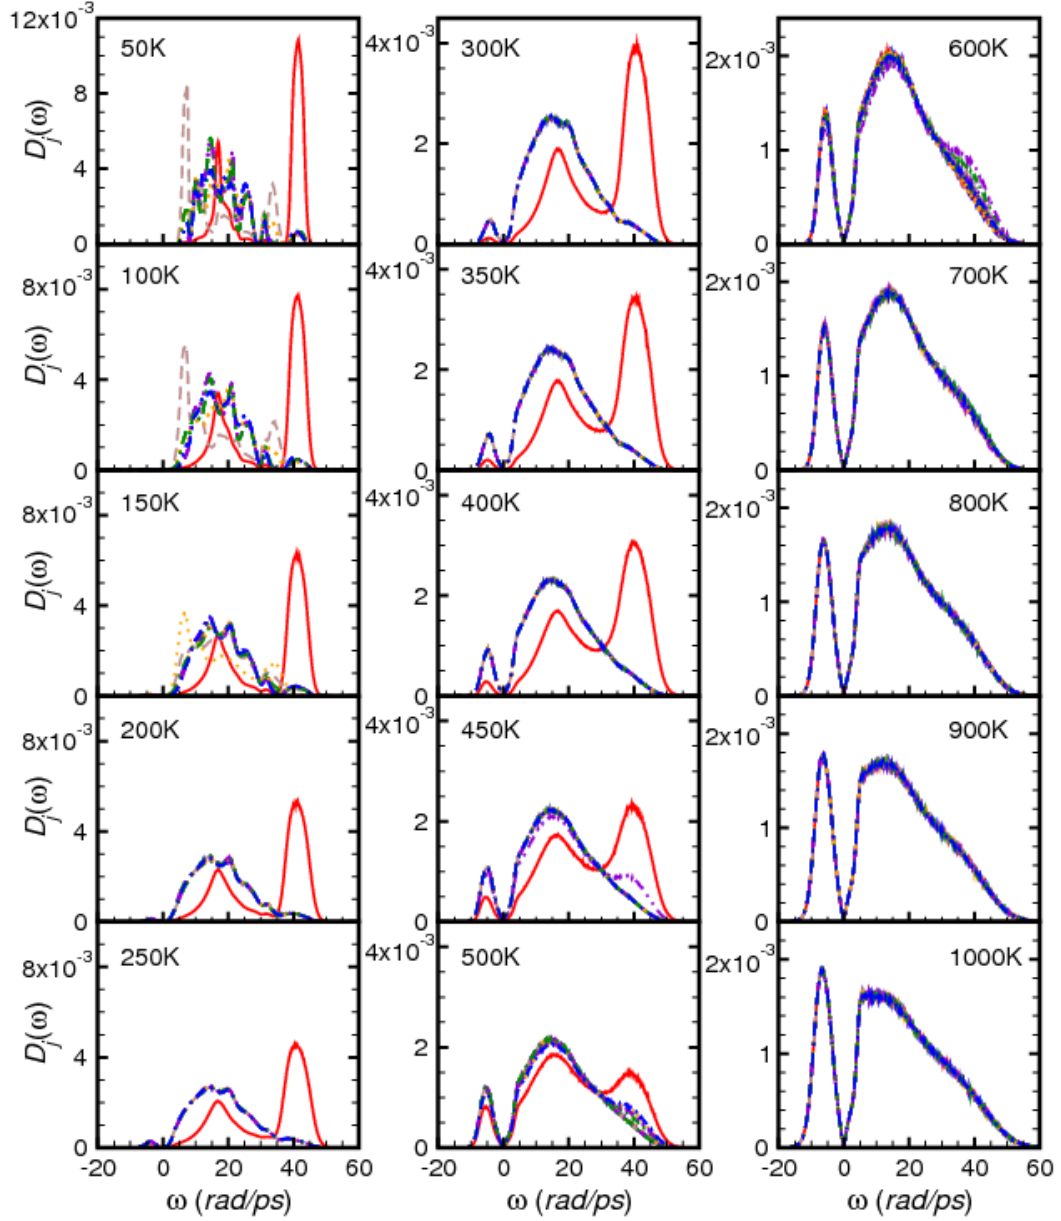 12x10⁻³
50K
8
4
0
Dⱼ(ω)
8x10⁻³
100K
4
0
Dⱼ(ω)
8x10⁻³
150K
4
0
Dⱼ(ω)
8x10⁻³
200K
4
0
Dⱼ(ω)
8x10⁻³
250K
4
0
Dⱼ(ω)
-20 0 20 40 60
ω (rad/ps)
4x10⁻³
300K
2
0
4x10⁻³
350K
2
0
4x10⁻³
400K
2
0
4x10⁻³
450K
2
0
4x10⁻³
500K
2
0
-20 0 20 40 60
ω (rad/ps)
2x10⁻³
600K
1
0
2x10⁻³
700K
1
0
2x10⁻³
800K
1
0
2x10⁻³
900K
1
0
2x10⁻³
1000K
1
0
-20 0 20 40 60
ω (rad/ps)